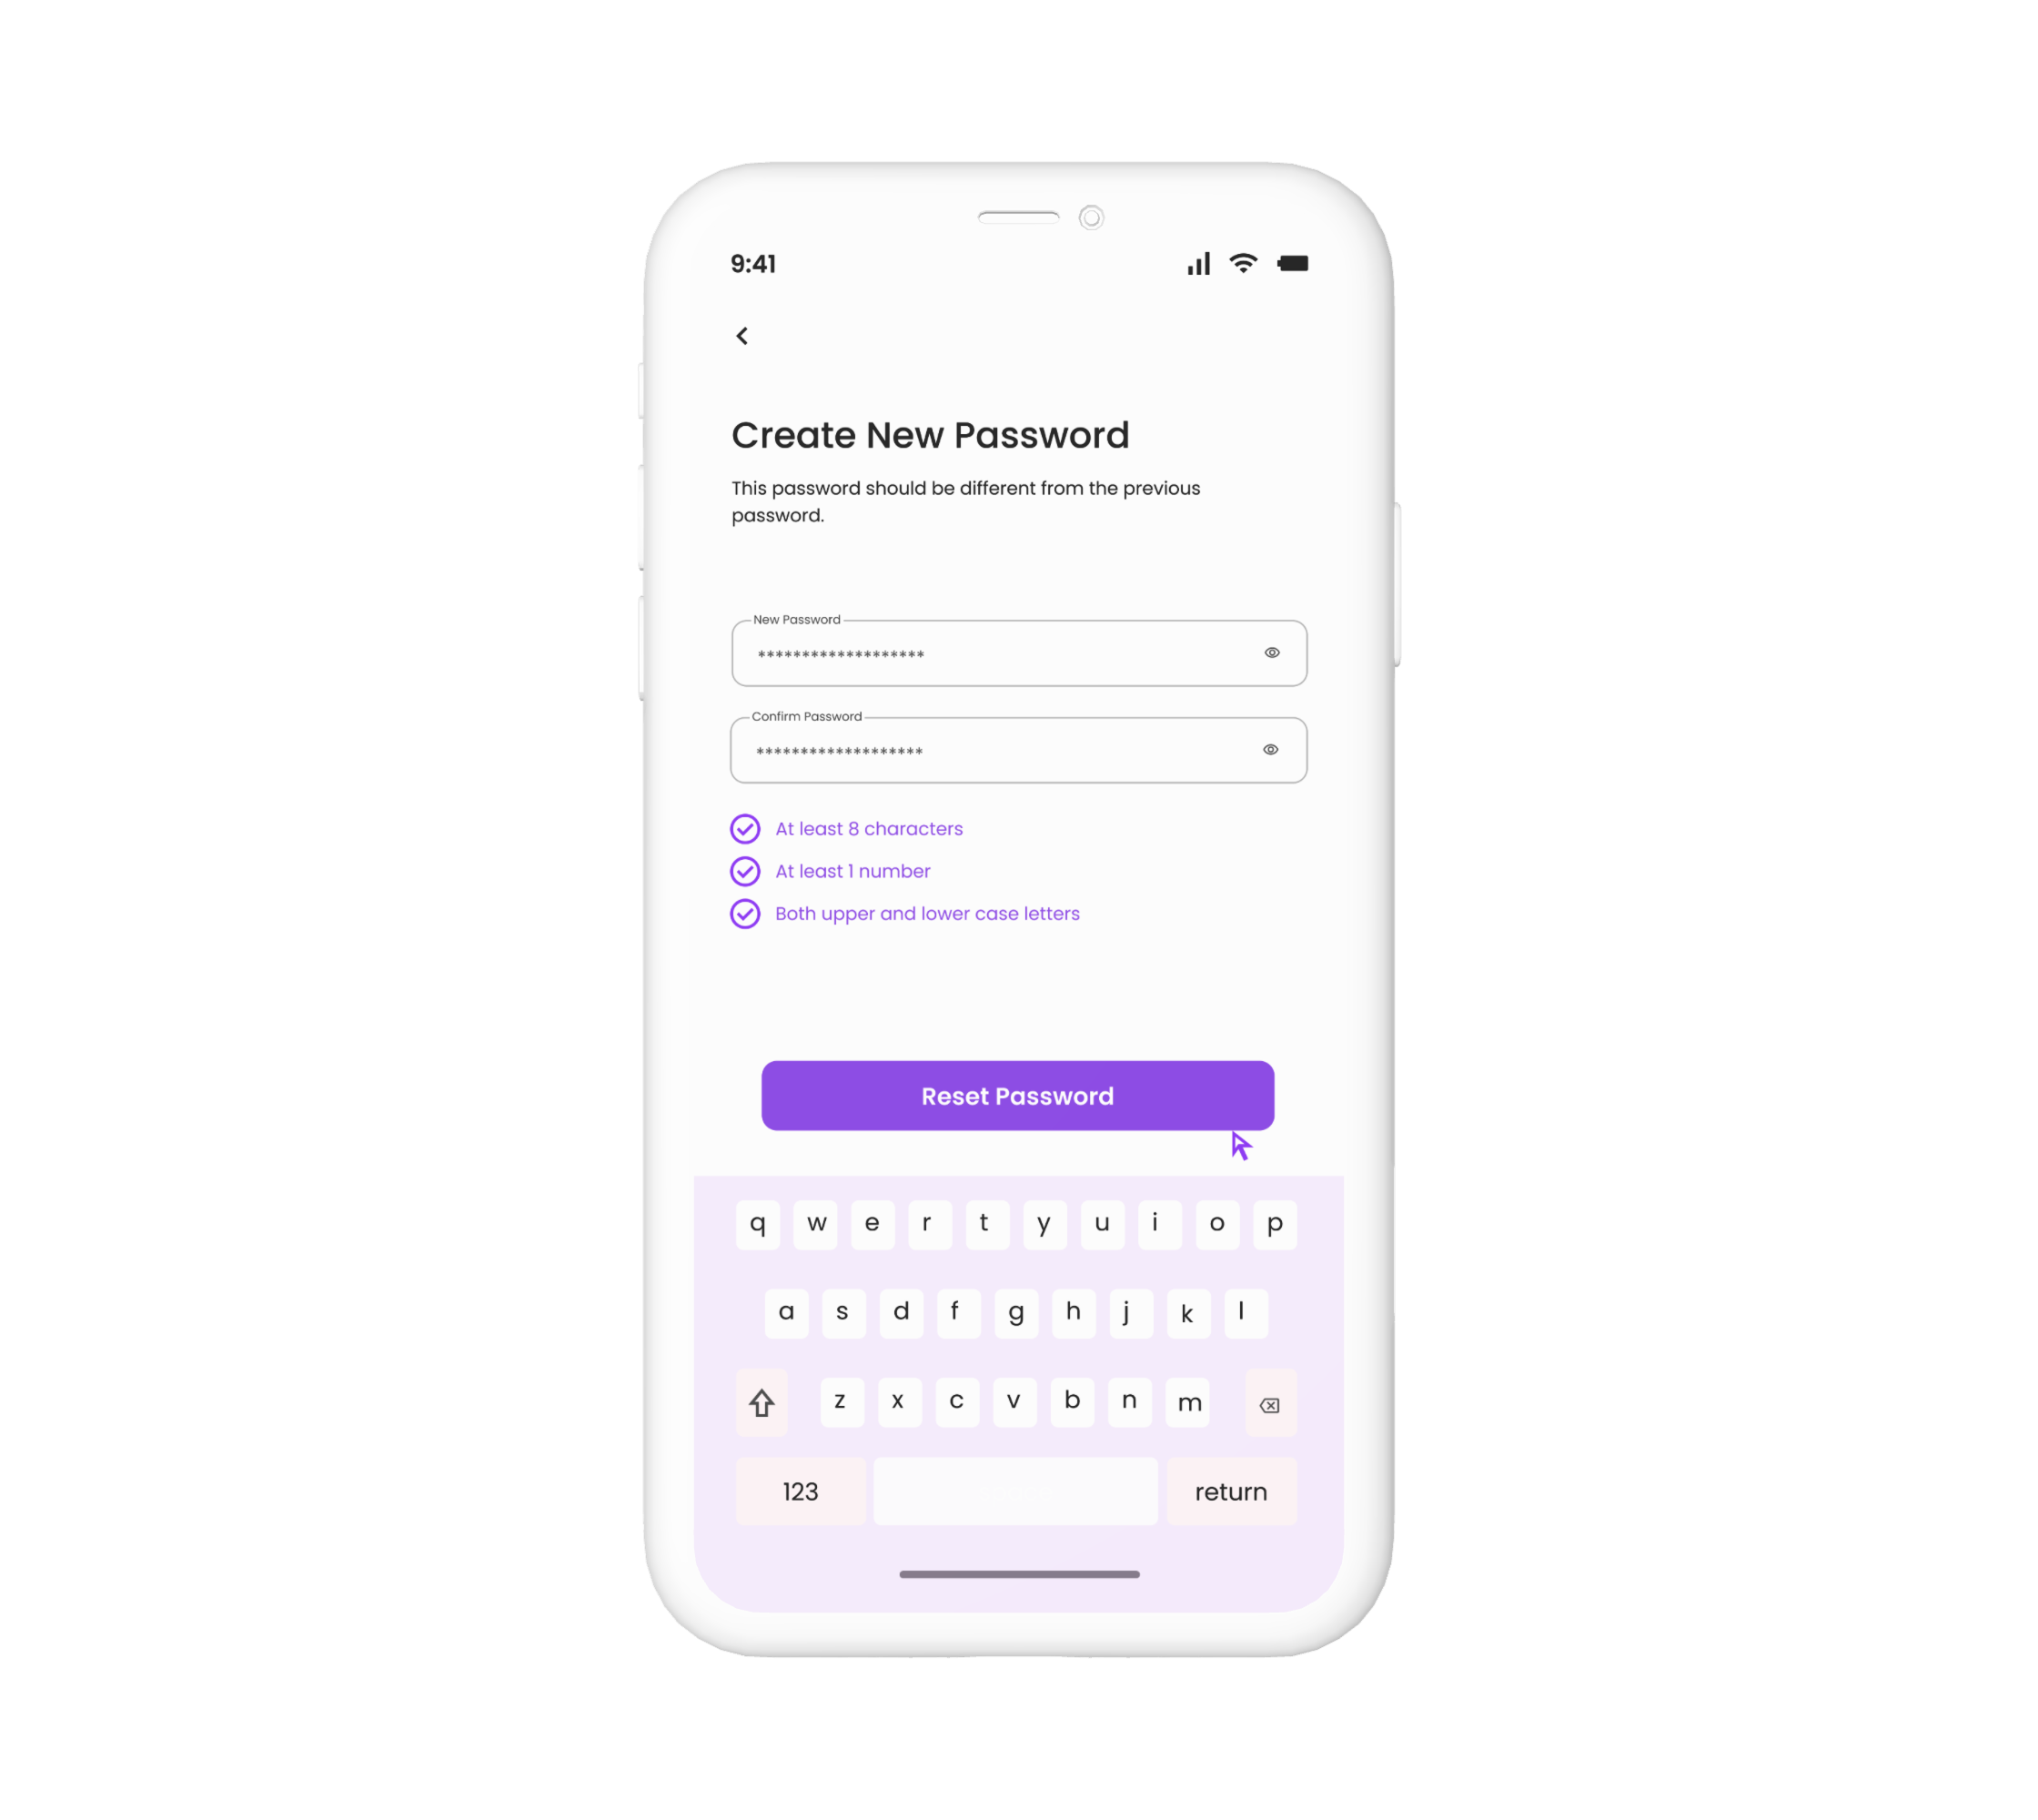 9:41
Create New Password
This password should be different from the previous
password.
New Password
*******************
Confirm Password
*******************
At least 8 characters
At least 1 number
Both upper and lower case letters
Reset Password
q w e r t y u i o p
a s d f g h j k l
z x c v b n m
123 return